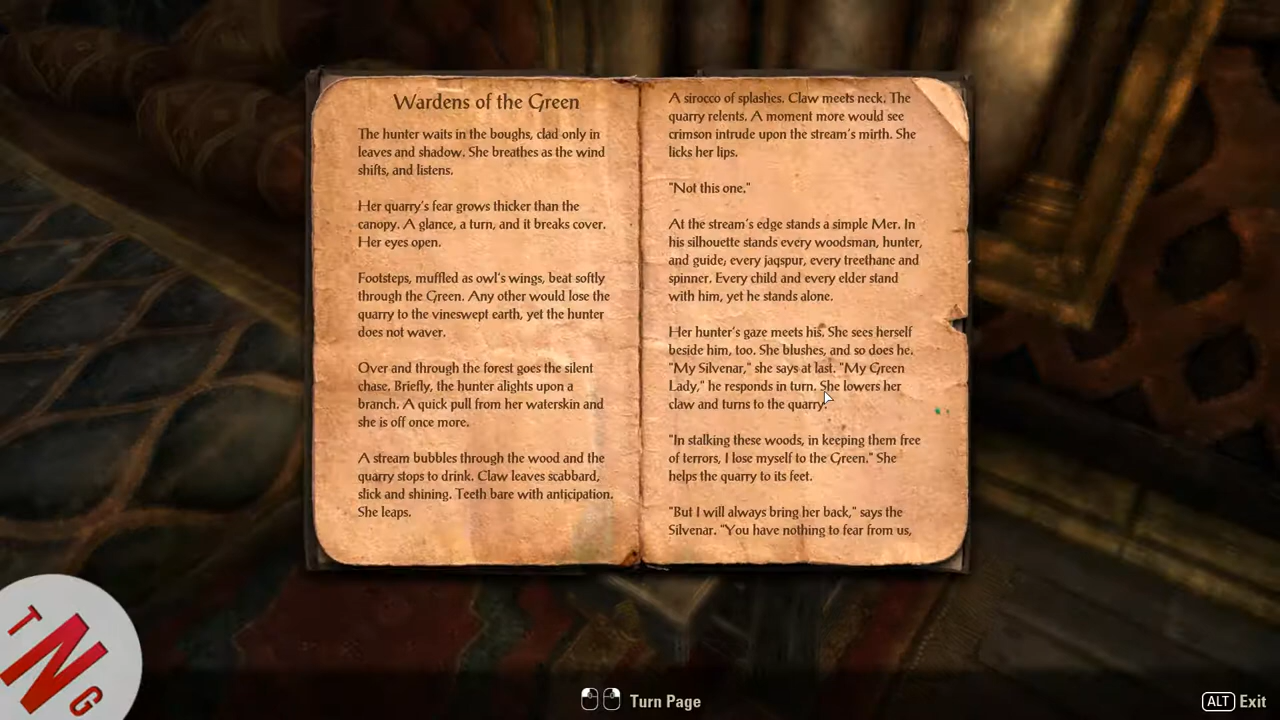 Wardens of the Green
The hunter waits in the boughs, clad only in
leaves and shadow. She breathes as the wind
shifts, and listens.
Her quarry's fear grows thicker than the
canopy. A glance, a turn, and it breaks cover.
Her eyes open.
Footsteps, muffled as owl's wings, beat softly
through the Green. Any other would lose the
quarry to the vineswept earth, yet the hunter
does not waver.
Over and through the forest goes the silent
chase. Briefly, the hunter alights upon a
branch. A quick pull from her waterskin and
she is off once more.
A stream bubbles through the wood and the
quarry stops to drink. Claw leaves scabbard,
slick and shining. Teeth bare with anticipation.
She leaps.
A sirocco of splashes. Claw meets neck. The
quarry relents. A moment more would see
crimson intrude upon the stream's mirth. She
licks her lips.
"Not this one."
At the stream's edge stands a simple Mer. In
his silhouette stands every woodsman, hunter,
and guide; every jaqspur, every treethane and
spinner. Every child and every elder stand
with him, yet he stands alone.
Her hunter's gaze meets his. She sees herself
beside him, too. She blushes, and so does he.
"My Silvenar," she says at last. "My Green
Lady," he responds in turn. She lowers her
claw and turns to the quarry.
"In stalking these woods, in keeping them free
of terrors, I lose myself to the Green." She
helps the quarry to its feet.
"But I will always bring her back," says the
Silvenar. "You have nothing to fear from us,
TNG
Turn Page
ALT Exit